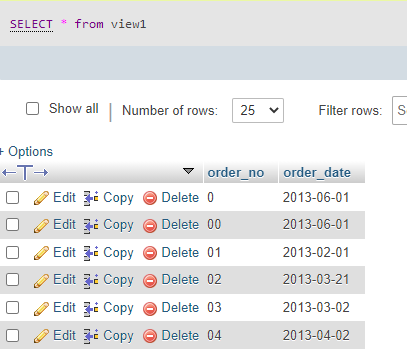 SELECT * from view1
Show all Number of rows: 25 Filter rows:
+ Options
←T→ order_no order_date
Edit Copy Delete 0 2013-06-01
Edit Copy Delete 00 2013-06-01
Edit Copy Delete 01 2013-02-01
Edit Copy Delete 02 2013-03-21
Edit Copy Delete 03 2013-03-02
Edit Copy Delete 04 2013-04-02